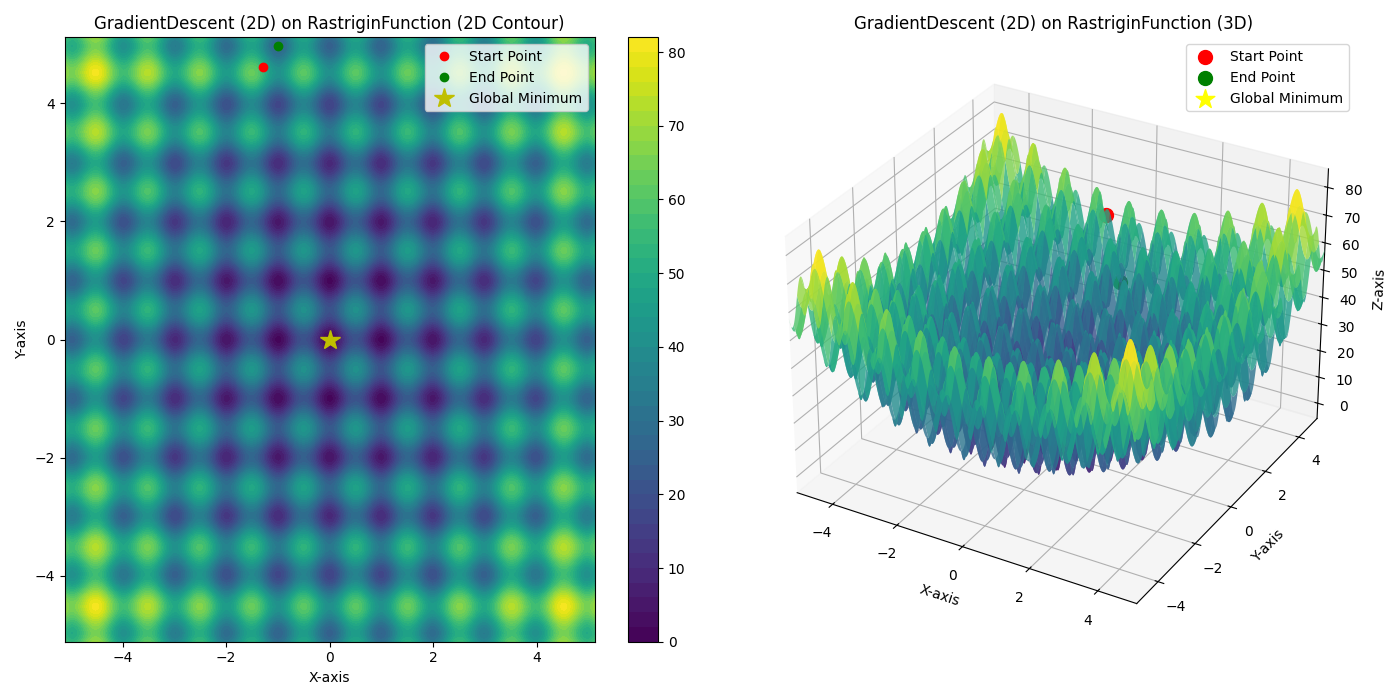 GradientDescent (2D) on RastriginFunction (2D Contour)
Start Point
End Point
Global Minimum
Y-axis
4
2
0
−2
−4
−4
−2
0
2
4
X-axis
80
70
60
50
40
30
20
10
0
GradientDescent (2D) on RastriginFunction (3D)
Start Point
End Point
Global Minimum
80
70
60
50
40
30
20
10
0
Z-axis
4
2
0
−2
−4
Y-axis
−4
−2
0
2
4
X-axis